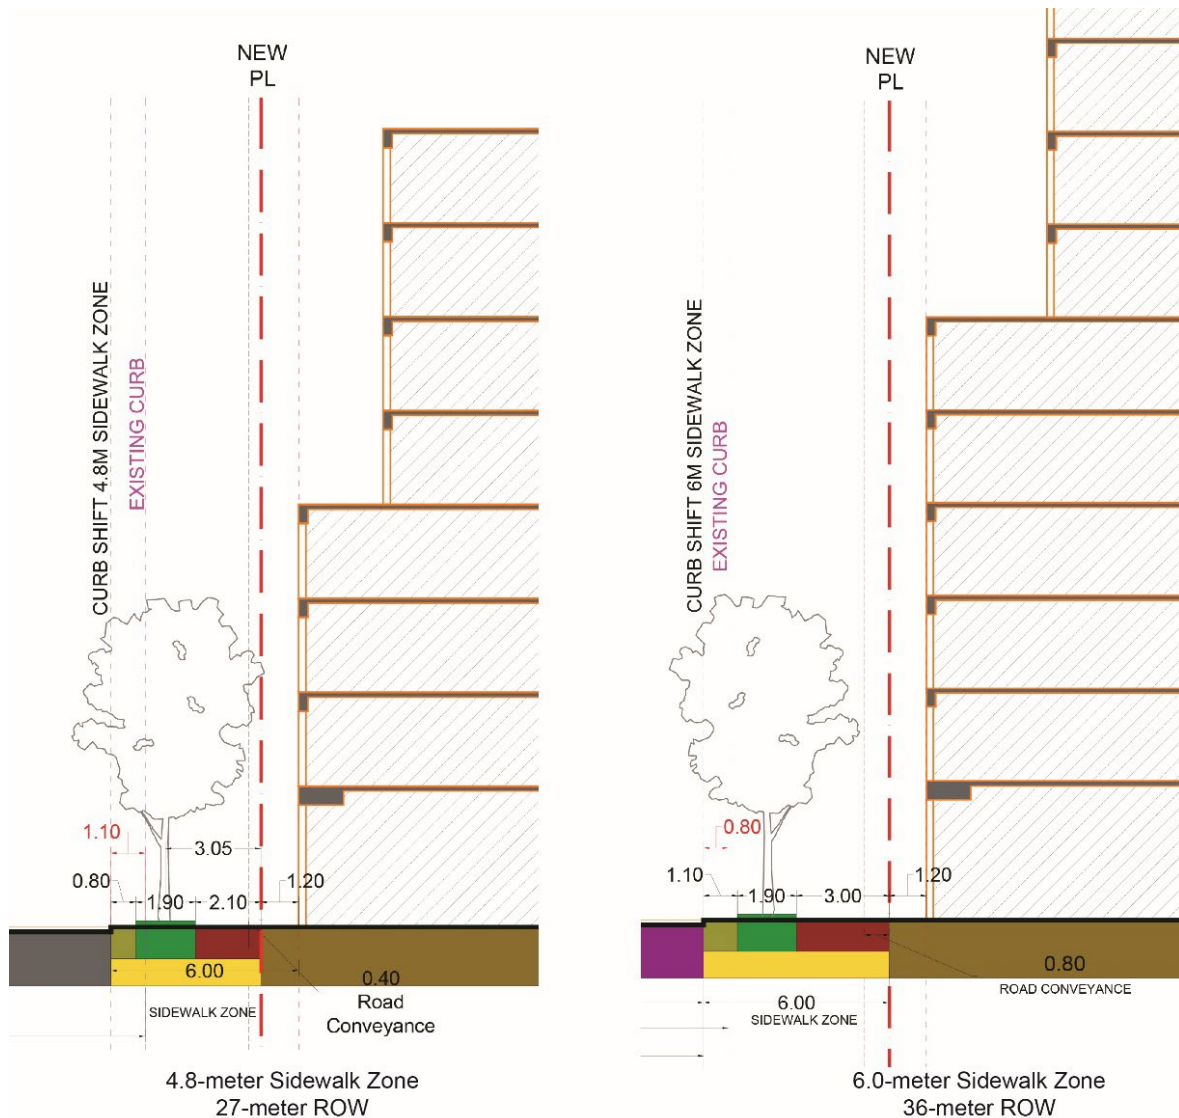 NEW
PL
CURB SHIFT 4.8M SIDEWALK ZONE
EXISTING CURB
1.10
3.05
0.80
1.90
2.10
1.20
6.00
0.40
Road
Conveyance
SIDEWALK ZONE
4.8-meter Sidewalk Zone
27-meter ROW
NEW
PL
CURB SHIFT 6M SIDEWALK ZONE
EXISTING CURB
0.80
1.10
1.90
3.00
1.20
0.80
ROAD CONVEYANCE
6.00
SIDEWALK ZONE
6.0-meter Sidewalk Zone
36-meter ROW